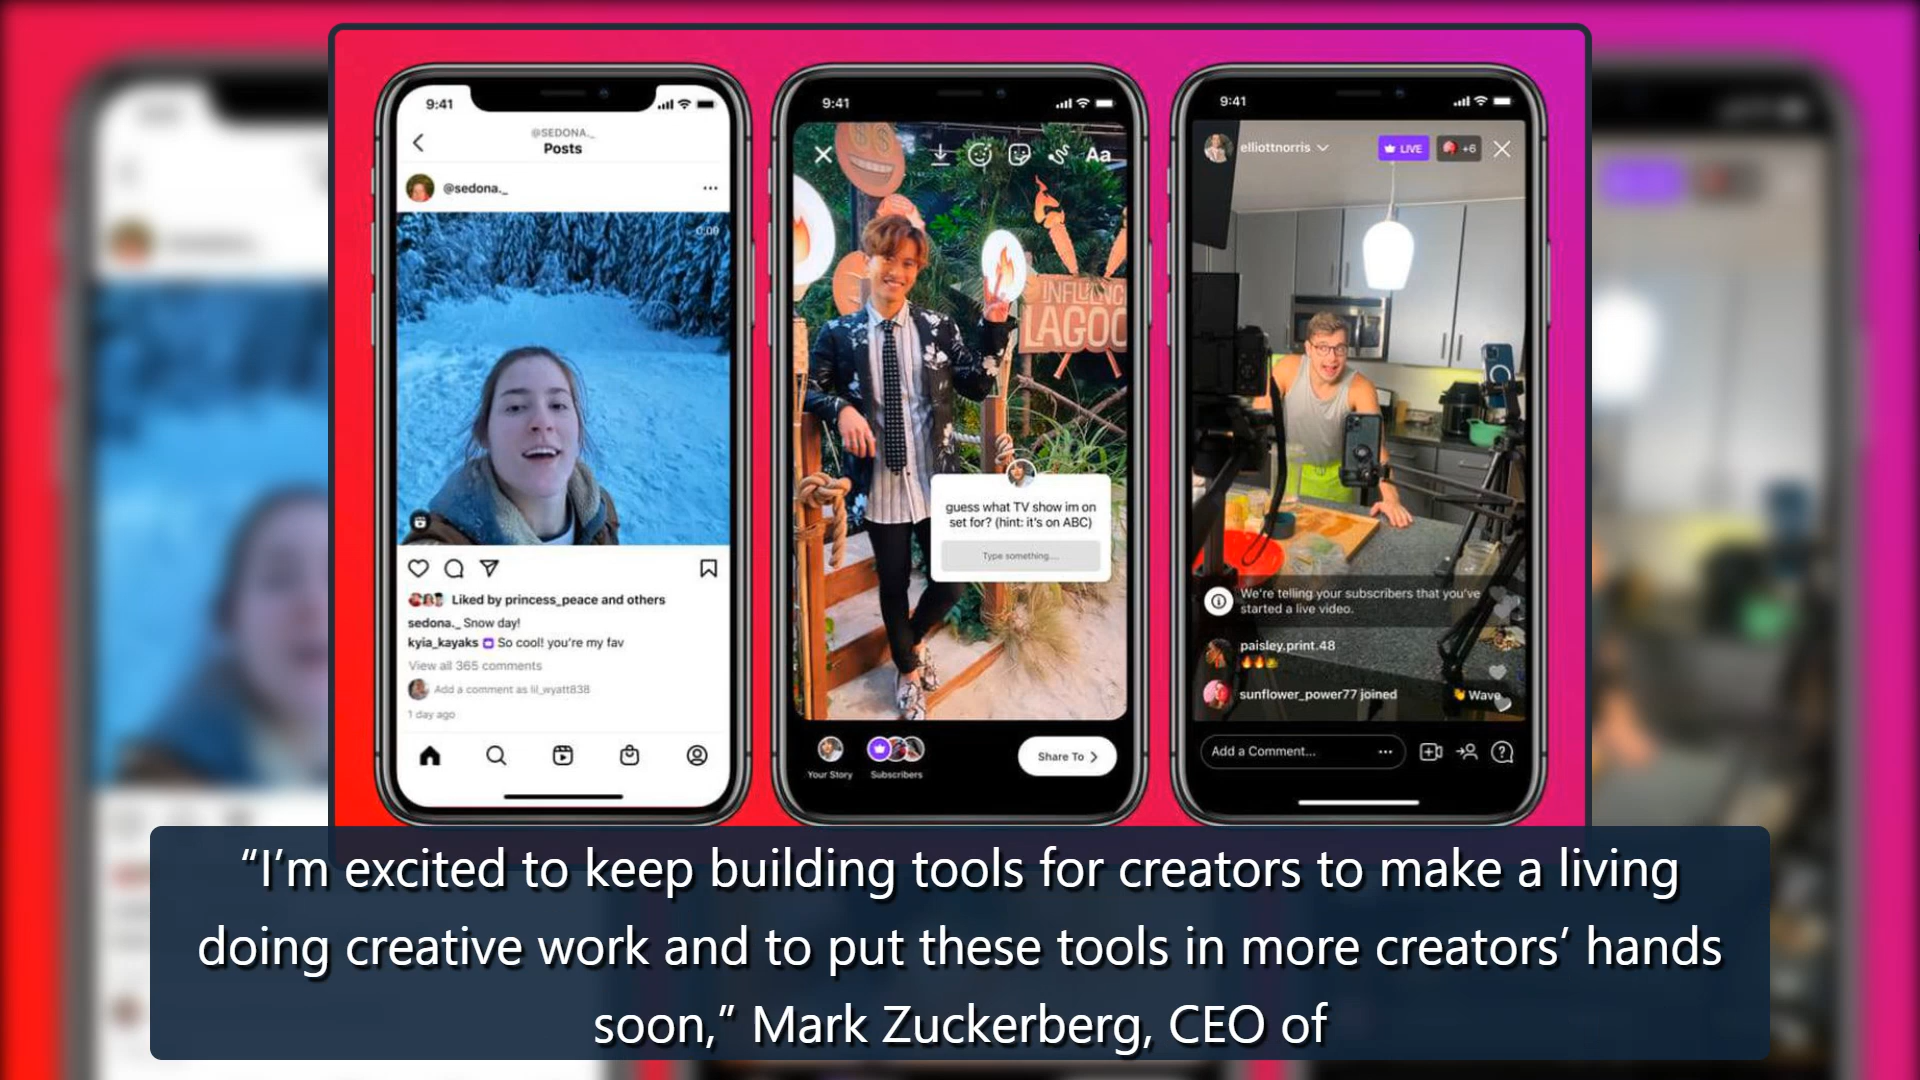 9:41
@SEDONA._
Posts
@sedona._
0:00
Liked by princess_peace and others
sedona._ Snow day!
kyia_kayaks So cool! you're my fav
View all 365 comments
Add a comment as lil_wyatt838
1 day ago
9:41
Aa
INFLUENC
LAGOO
guess what TV show im on
set for? (hint: it's on ABC)
Type something...
Your Story
Subscribers
Share To
9:41
elliottnorris
LIVE
+6
We're telling your subscribers that you've
started a live video.
paisley.print.48
sunflower_power77 joined
Wave
Add a Comment...
“I’m excited to keep building tools for creators to make a living
doing creative work and to put these tools in more creators’ hands
soon,” Mark Zuckerberg, CEO of